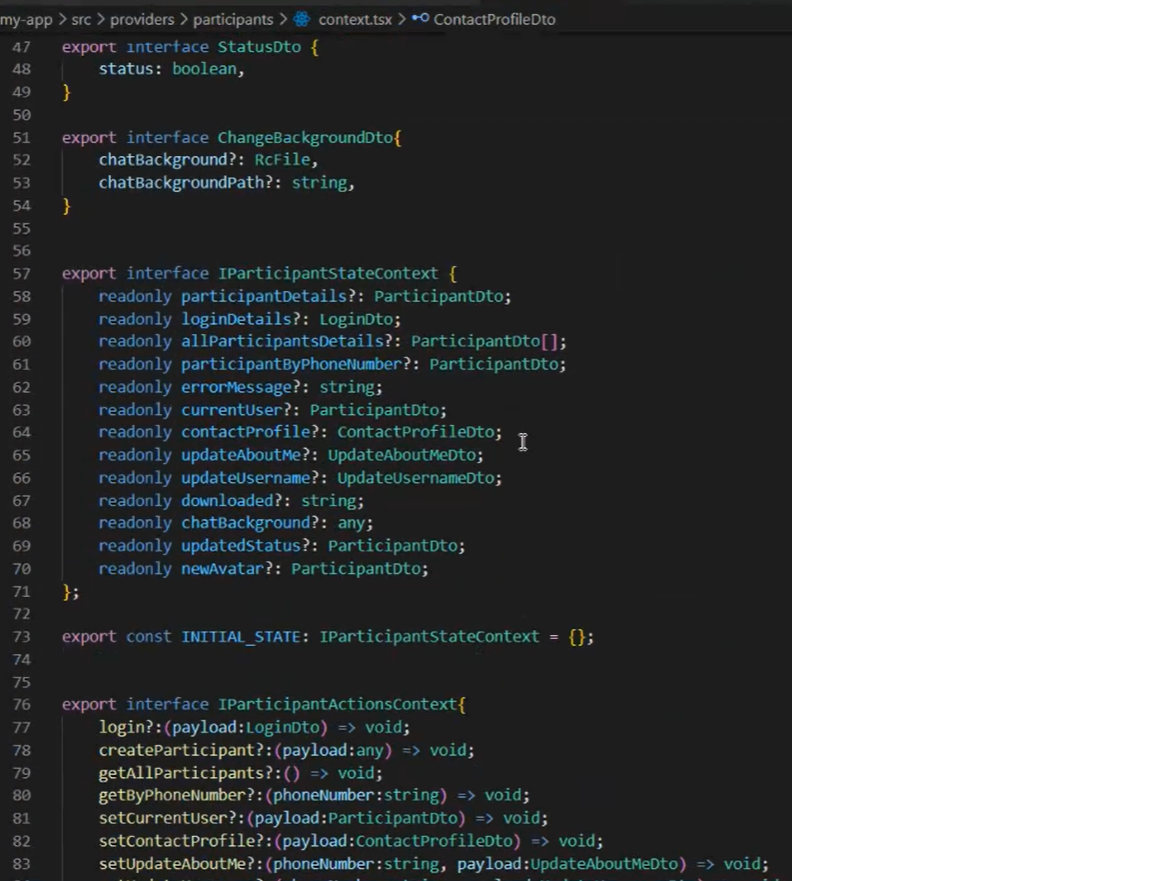 my-app > src > providers > participants > context.tsx > ContactProfileDto
47 export interface StatusDto {
48 status: boolean,
49 }
50
51 export interface ChangeBackgroundDto{
52 chatBackground?: RcFile,
53 chatBackgroundPath?: string,
54 }
55
56
57 export interface IParticipantStateContext {
58 readonly participantDetails?: ParticipantDto;
59 readonly loginDetails?: LoginDto;
60 readonly allParticipantsDetails?: ParticipantDto[];
61 readonly participantByPhoneNumber?: ParticipantDto;
62 readonly errorMessage?: string;
63 readonly currentUser?: ParticipantDto;
64 readonly contactProfile?: ContactProfileDto;
65 readonly updateAboutMe?: UpdateAboutMeDto;
66 readonly updateUsername?: UpdateUsernameDto;
67 readonly downloaded?: string;
68 readonly chatBackground?: any;
69 readonly updatedStatus?: ParticipantDto;
70 readonly newAvatar?: ParticipantDto;
71 };
72
73 export const INITIAL_STATE: IParticipantStateContext = {};
74
75
76 export interface IParticipantActionsContext{
77 login?:(payload:LoginDto) => void;
78 createParticipant?:(payload:any) => void;
79 getAllParticipants?:() => void;
80 getByPhoneNumber?:(phoneNumber:string) => void;
81 setCurrentUser?:(payload:ParticipantDto) => void;
82 setContactProfile?:(payload:ContactProfileDto) => void;
83 setUpdateAboutMe?:(phoneNumber:string, payload:UpdateAboutMeDto) => void;